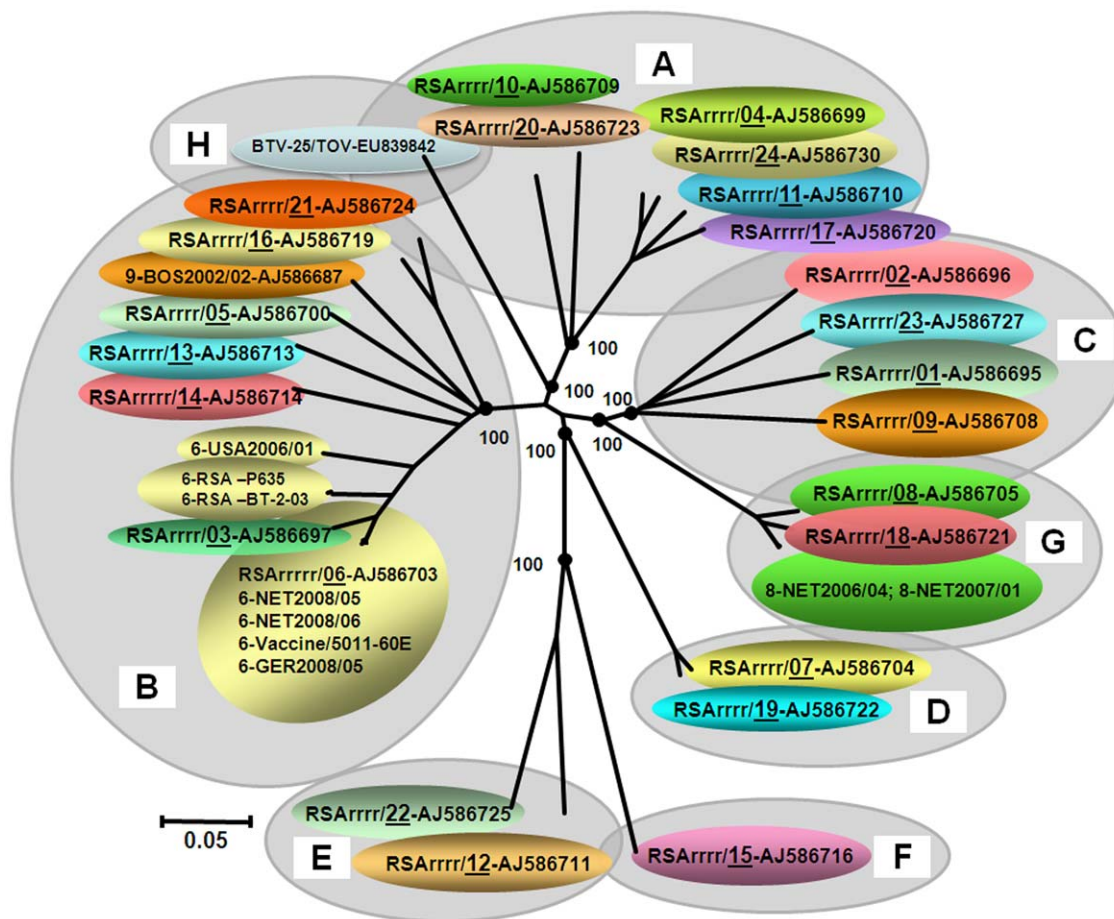 A
RSArrrr/10-AJ586709
RSArrrr/20-AJ586723
RSArrrr/04-AJ586699
RSArrrr/24-AJ586730
RSArrrr/11-AJ586710
RSArrrr/17-AJ586720
H
BTV-25/TOV-EU839842
RSArrrr/21-AJ586724
RSArrrr/16-AJ586719
9-BOS2002/02-AJ586687
RSArrrr/05-AJ586700
RSArrrr/13-AJ586713
RSArrrrr/14-AJ586714
6-USA2006/01
6-RSA –P635
6-RSA –BT-2-03
RSArrrr/03-AJ586697
RSArrrrr/06-AJ586703
6-NET2008/05
6-NET2008/06
6-Vaccine/5011-60E
6-GER2008/05
B
RSArrrr/02-AJ586696
RSArrrr/23-AJ586727
C
RSArrrr/01-AJ586695
RSArrrr/09-AJ586708
100
100
100
100
100
100
100
RSArrrr/08-AJ586705
RSArrrr/18-AJ586721
G
8-NET2006/04; 8-NET2007/01
RSArrrr/07-AJ586704
RSArrrr/19-AJ586722
D
0.05
RSArrrr/22-AJ586725
RSArrrr/12-AJ586711
E
RSArrrr/15-AJ586716
F